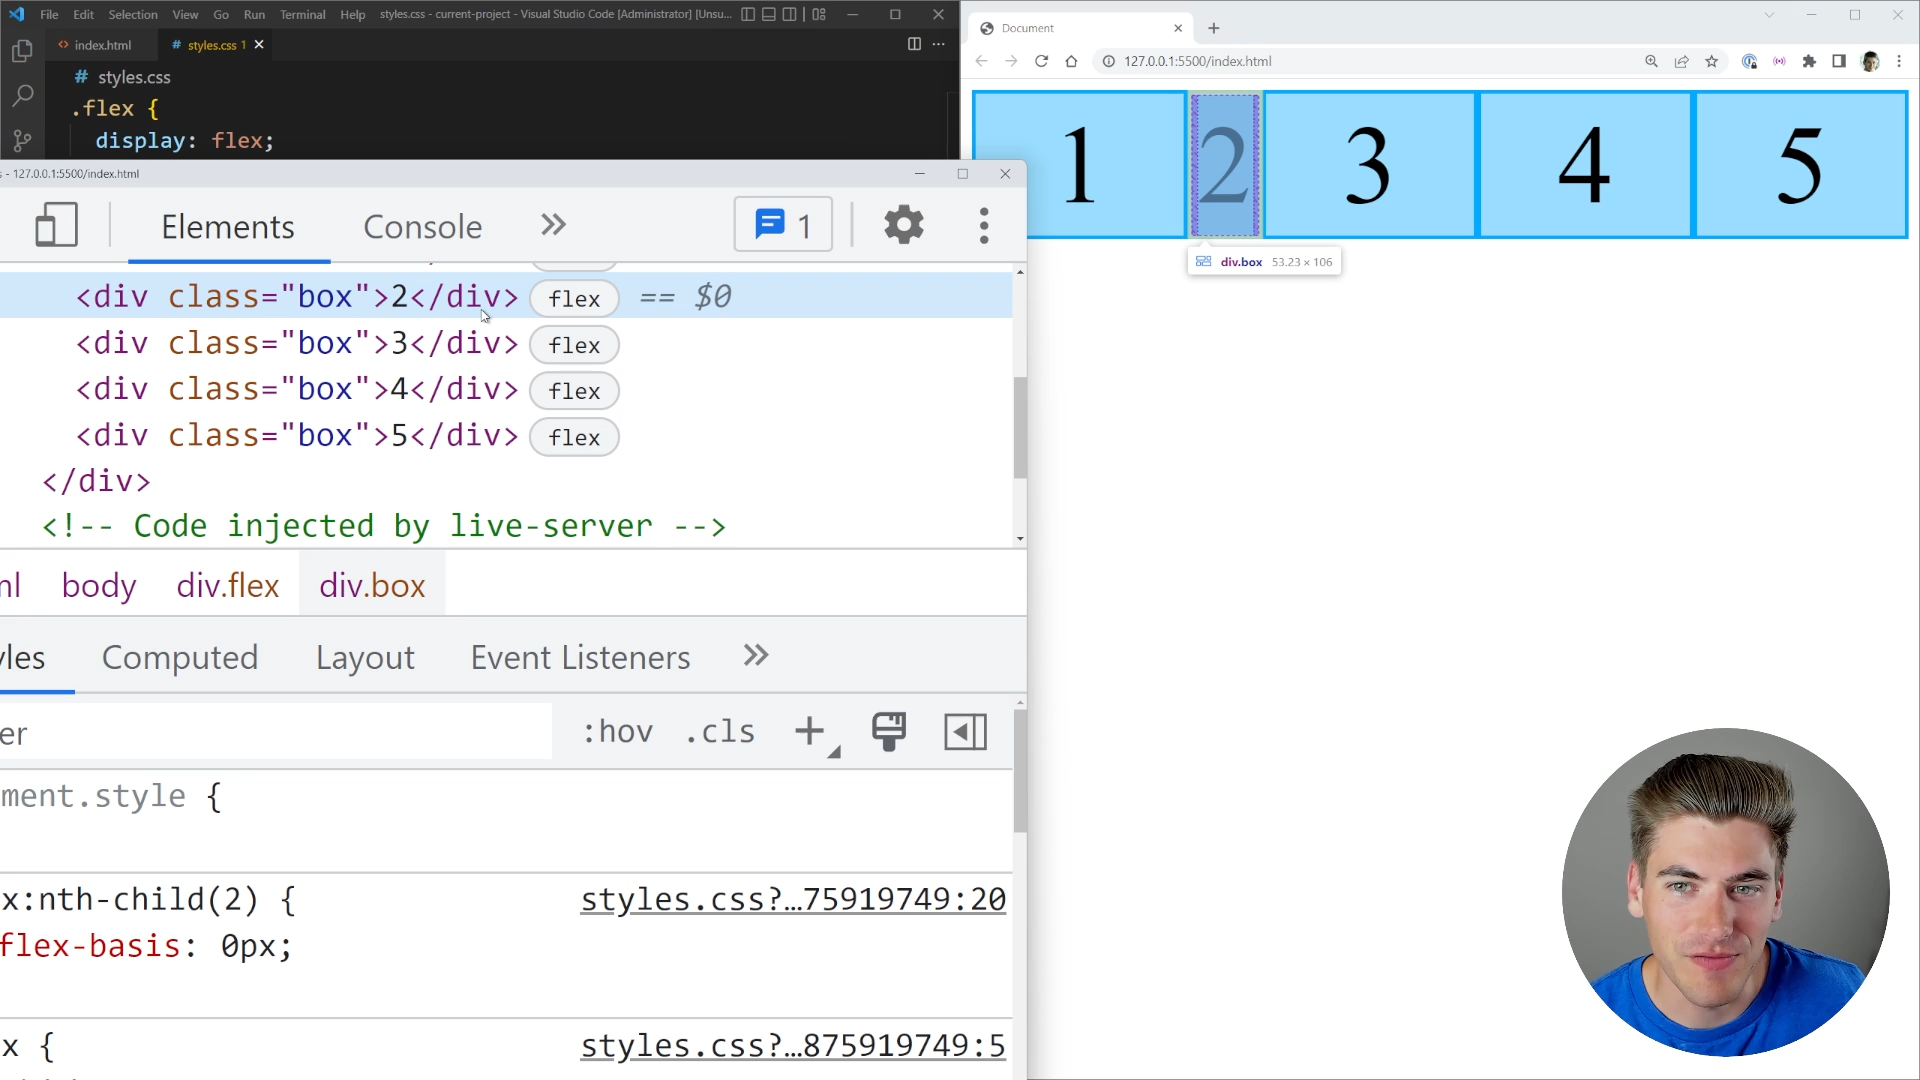 File Edit Selection View Go Run Terminal Help styles.css - current-project - Visual Studio Code [Administrator] [Unsu...
index.html
# styles.css 1
# styles.css
.flex {
display: flex;
Document
127.0.0.1:5500/index.html
1 2 3 4 5
div.box 53.23 × 106
s - 127.0.0.1:5500/index.html
Elements Console 1
<div class="box">2</div> flex == $0
<div class="box">3</div> flex
<div class="box">4</div> flex
<div class="box">5</div> flex
</div>
<!-- Code injected by live-server -->
ml body div.flex div.box
yles Computed Layout Event Listeners
er :hov .cls
ment.style {
x:nth-child(2) { styles.css?…75919749:20
flex-basis: 0px;
x { styles.css?…875919749:5